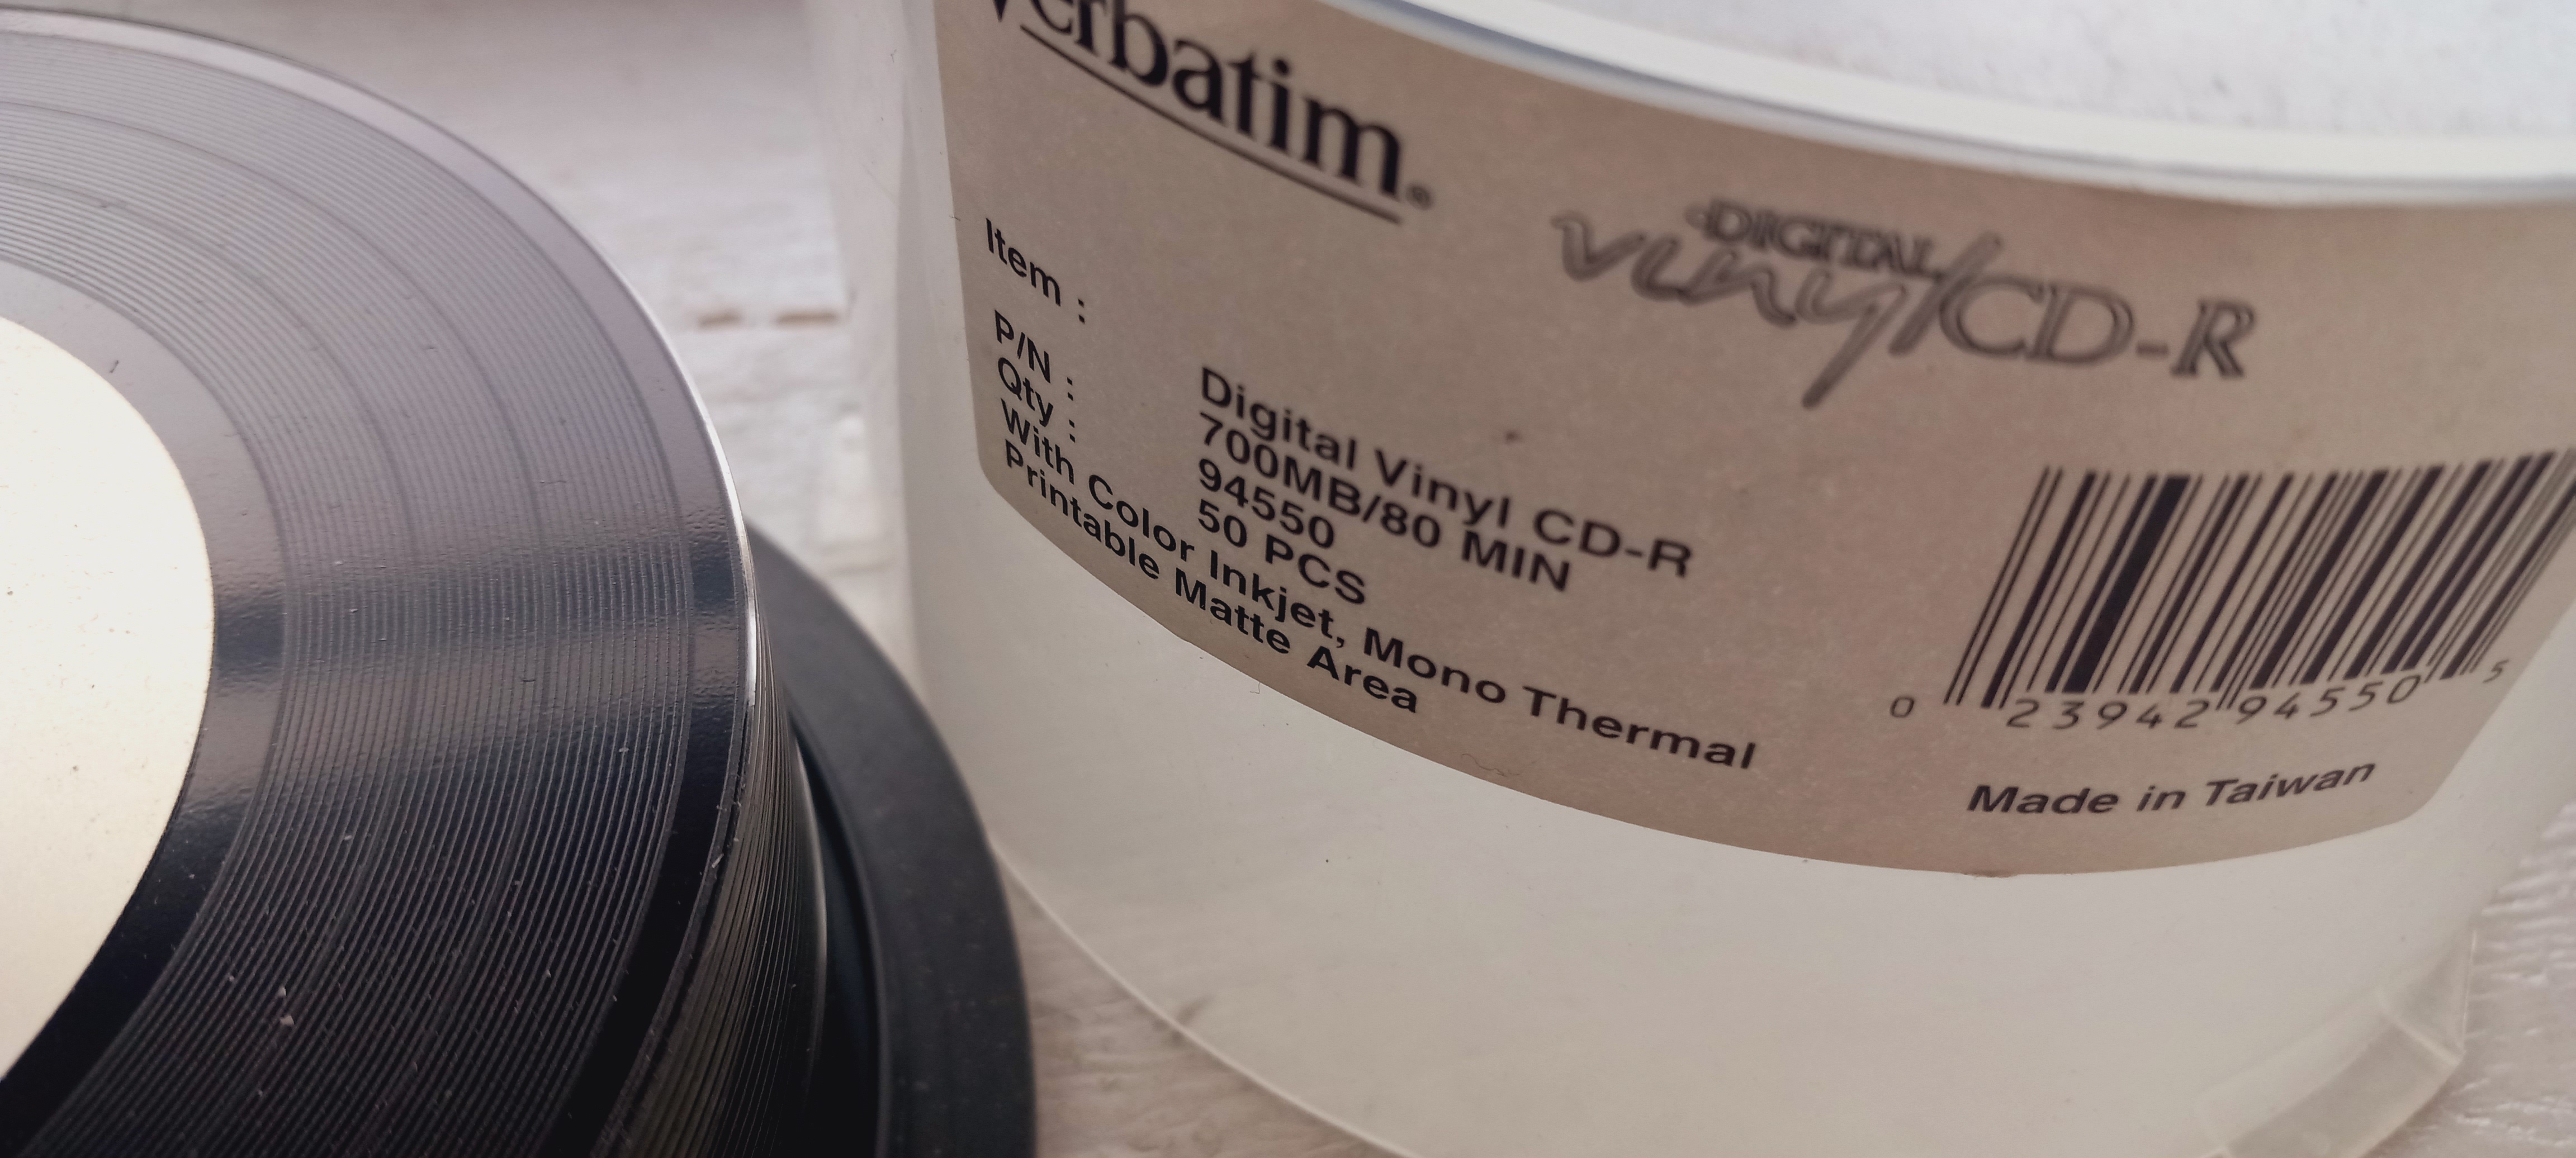 Verbatim®
DIGITAL
vinyl/CD-R
Item :
Digital Vinyl CD-R
700MB/80 MIN
P/N :
94550
Qty :
50 PCS
With Color Inkjet, Mono Thermal
Printable Matte Area
0 23942 94550 5
Made in Taiwan